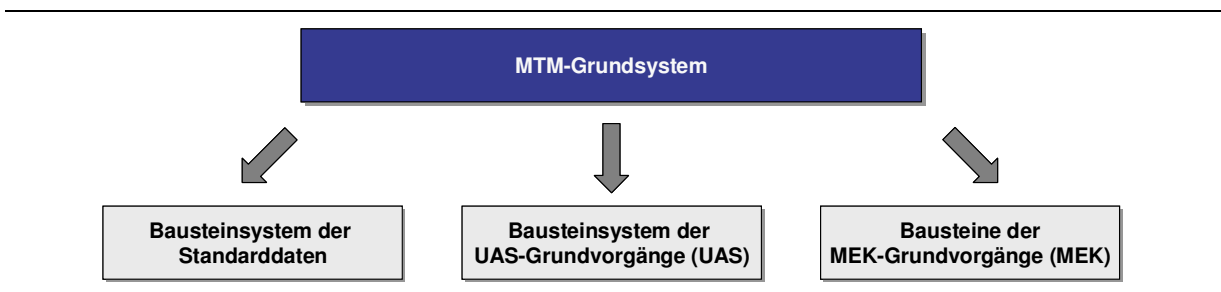 MTM-Grundsystem
Bausteinsystem der
Standarddaten
Bausteinsystem der
UAS-Grundvorgänge (UAS)
Bausteine der
MEK-Grundvorgänge (MEK)